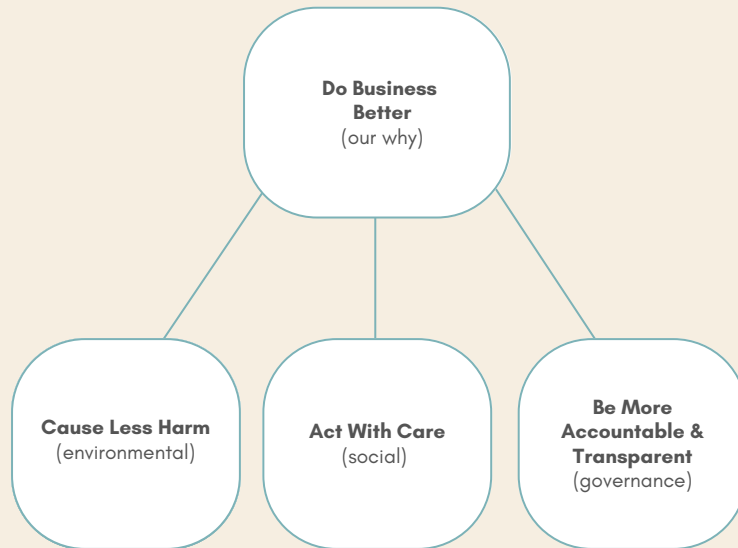 Do Business
Better
(our why)
Cause Less Harm
(environmental)
Act With Care
(social)
Be More
Accountable &
Transparent
(governance)